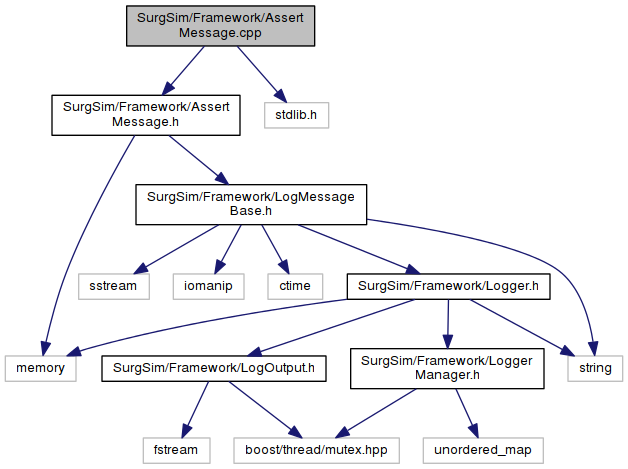 SurgSim/Framework/Assert
Message.cpp
SurgSim/Framework/Assert
Message.h
stdlib.h
SurgSim/Framework/LogMessage
Base.h
sstream
iomanip
ctime
SurgSim/Framework/Logger.h
memory
SurgSim/Framework/LogOutput.h
SurgSim/Framework/Logger
Manager.h
string
fstream
boost/thread/mutex.hpp
unordered_map